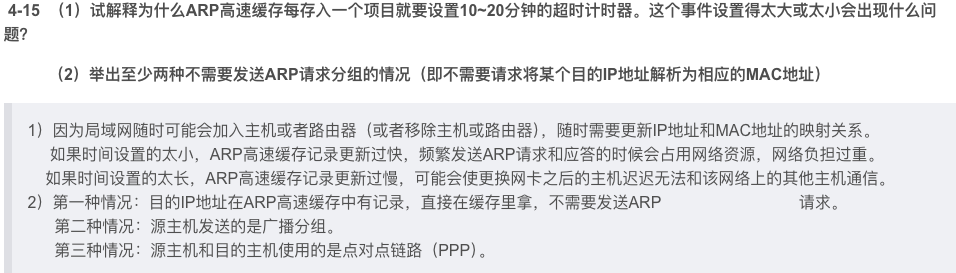 4-15 （1）试解释为什么ARP高速缓存每存入一个项目就要设置10~20分钟的超时计时器。这个事件设置得太大或太小会出现什么问
题？
（2）举出至少两种不需要发送ARP请求分组的情况（即不需要请求将某个目的IP地址解析为相应的MAC地址）
1）因为局域网随时可能会加入主机或者路由器（或者移除主机或路由器），随时需要更新IP地址和MAC地址的映射关系。
如果时间设置的太小，ARP高速缓存记录更新过快，频繁发送ARP请求和应答的时候会占用网络资源，网络负担过重。
如果时间设置的太长，ARP高速缓存记录更新过慢，可能会使更换网卡之后的主机迟迟无法和该网络上的其他主机通信。
2）第一种情况：目的IP地址在ARP高速缓存中有记录，直接在缓存里拿，不需要发送ARP 请求。
第二种情况：源主机发送的是广播分组。
第三种情况：源主机和目的主机使用的是点对点链路（PPP）。